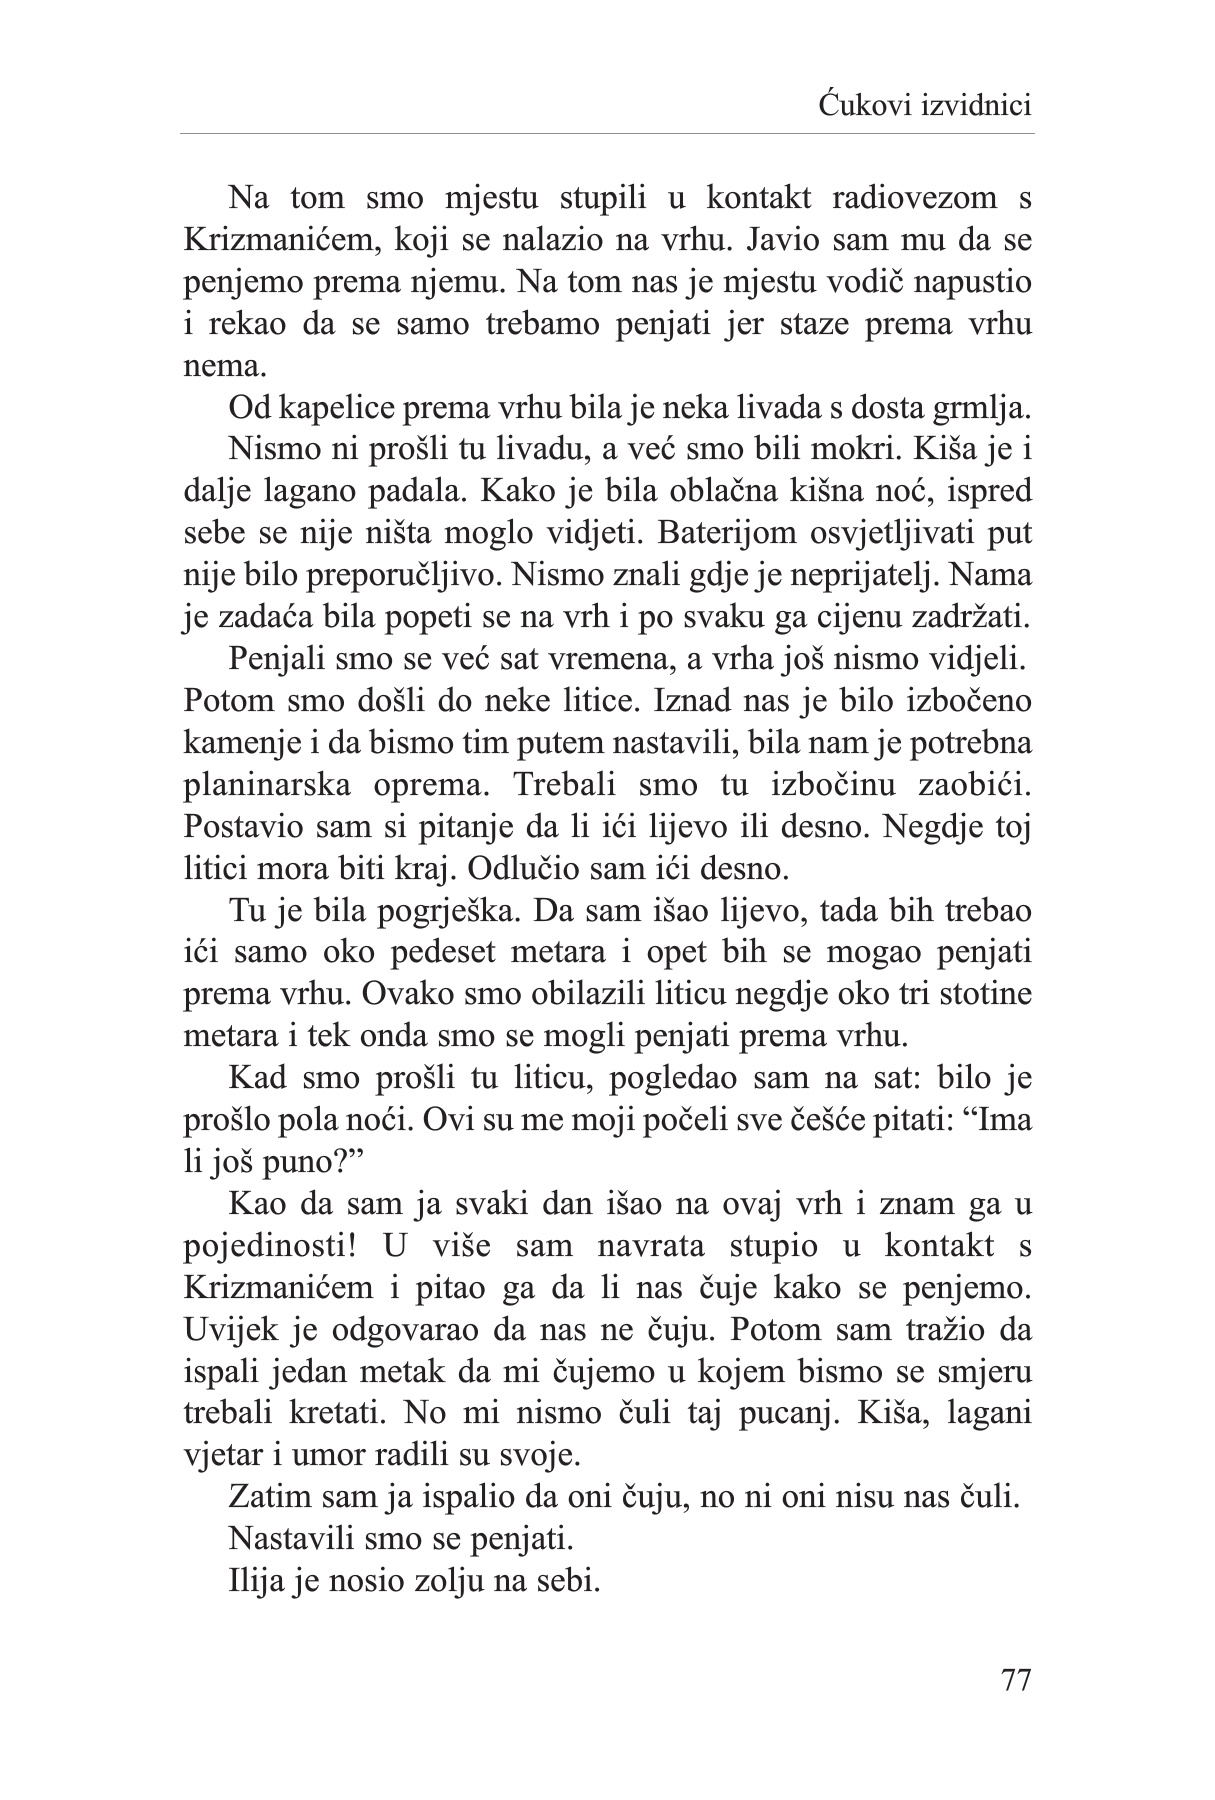 Ćukovi izvidnici
Na tom smo mjestu stupili u kontakt radiovezom s
Krizmanićem, koji se nalazio na vrhu. Javio sam mu da se
penjemo prema njemu. Na tom nas je mjestu vodič napustio
i rekao da se samo trebamo penjati jer staze prema vrhu
nema.
Od kapelice prema vrhu bila je neka livada s dosta grmlja.
Nismo ni prošli tu livadu, a već smo bili mokri. Kiša je i
dalje lagano padala. Kako je bila oblačna kišna noć, ispred
sebe se nije ništa moglo vidjeti. Baterijom osvjetljivati put
nije bilo preporučljivo. Nismo znali gdje je neprijatelj. Nama
je zadaća bila popeti se na vrh i po svaku ga cijenu zadržati.
Penjali smo se već sat vremena, a vrha još nismo vidjeli.
Potom smo došli do neke litice. Iznad nas je bilo izbočeno
kamenje i da bismo tim putem nastavili, bila nam je potrebna
planinarska oprema. Trebali smo tu izbočinu zaobići.
Postavio sam si pitanje da li ići lijevo ili desno. Negdje toj
litici mora biti kraj. Odlučio sam ići desno.
Tu je bila pogrješka. Da sam išao lijevo, tada bih trebao
ići samo oko pedeset metara i opet bih se mogao penjati
prema vrhu. Ovako smo obilazili liticu negdje oko tri stotine
metara i tek onda smo se mogli penjati prema vrhu.
Kad smo prošli tu liticu, pogledao sam na sat: bilo je
prošlo pola noći. Ovi su me moji počeli sve češće pitati: “Ima
li još puno?”
Kao da sam ja svaki dan išao na ovaj vrh i znam ga u
pojedinosti! U više sam navrata stupio u kontakt s
Krizmanićem i pitao ga da li nas čuje kako se penjemo.
Uvijek je odgovarao da nas ne čuju. Potom sam tražio da
ispali jedan metak da mi čujemo u kojem bismo se smjeru
trebali kretati. No mi nismo čuli taj pucanj. Kiša, lagani
vjetar i umor radili su svoje.
Zatim sam ja ispalio da oni čuju, no ni oni nisu nas čuli.
Nastavili smo se penjati.
Ilija je nosio zolju na sebi.
77